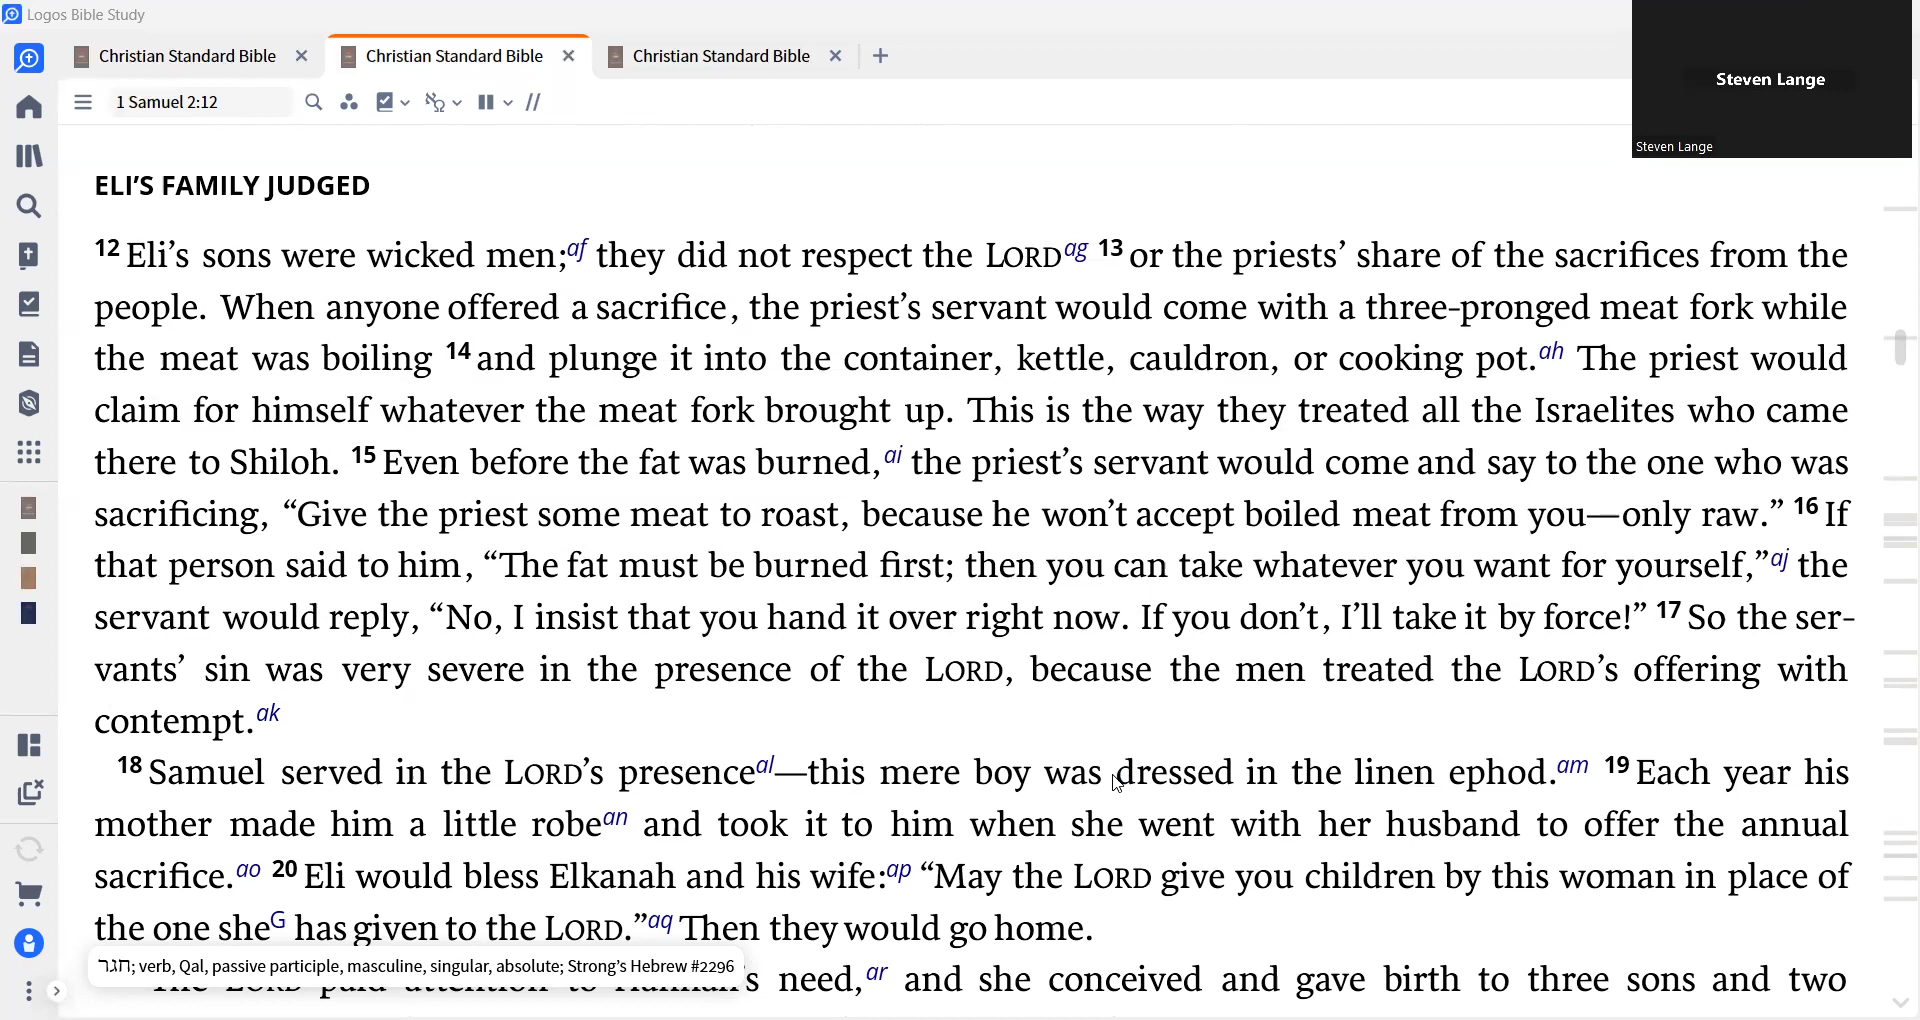 Logos Bible Study
Christian Standard Bible Christian Standard Bible Christian Standard Bible
Steven Lange
1 Samuel 2:12
Steven Lange
ELI’S FAMILY JUDGED
12 Eli’s sons were wicked men;af they did not respect the LORDag 13 or the priests’ share of the sacrifices from the
people. When anyone offered a sacrifice, the priest’s servant would come with a three-pronged meat fork while
the meat was boiling 14 and plunge it into the container, kettle, cauldron, or cooking pot.ah The priest would
claim for himself whatever the meat fork brought up. This is the way they treated all the Israelites who came
there to Shiloh. 15 Even before the fat was burned,ai the priest’s servant would come and say to the one who was
sacrificing, “Give the priest some meat to roast, because he won’t accept boiled meat from you—only raw.” 16 If
that person said to him, “The fat must be burned first; then you can take whatever you want for yourself,”aj the
servant would reply, “No, I insist that you hand it over right now. If you don’t, I’ll take it by force!” 17 So the ser-
vants’ sin was very severe in the presence of the LORD, because the men treated the LORD’s offering with
contempt.ak
18 Samuel served in the LORD’s presenceal—this mere boy was dressed in the linen ephod.am 19 Each year his
mother made him a little robean and took it to him when she went with her husband to offer the annual
sacrifice.ao 20 Eli would bless Elkanah and his wife:ap “May the LORD give you children by this woman in place of
the one sheG has given to the LORD.”aq Then they would go home.
חגר; verb, Qal, passive participle, masculine, singular, absolute; Strong’s Hebrew #2296
The LORD paid attention to Hannah’s need,ar and she conceived and gave birth to three sons and two